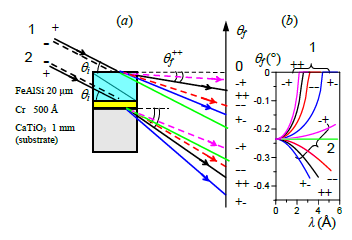 (a)
(b)
1
+
-
2
-
+
θi
θi
FeAlSi 20 μm
Cr 500 Å
CaTiO3 1 mm
(substrate)
θf++
θf
0
-+
++
--
+-
-+
--
++
+-
θf(°)
1
0
-0.1
-0.2
-0.3
-0.4
++
-+
--
+-
-+
2
--
+-
++
0
2
4
6
λ(Å)